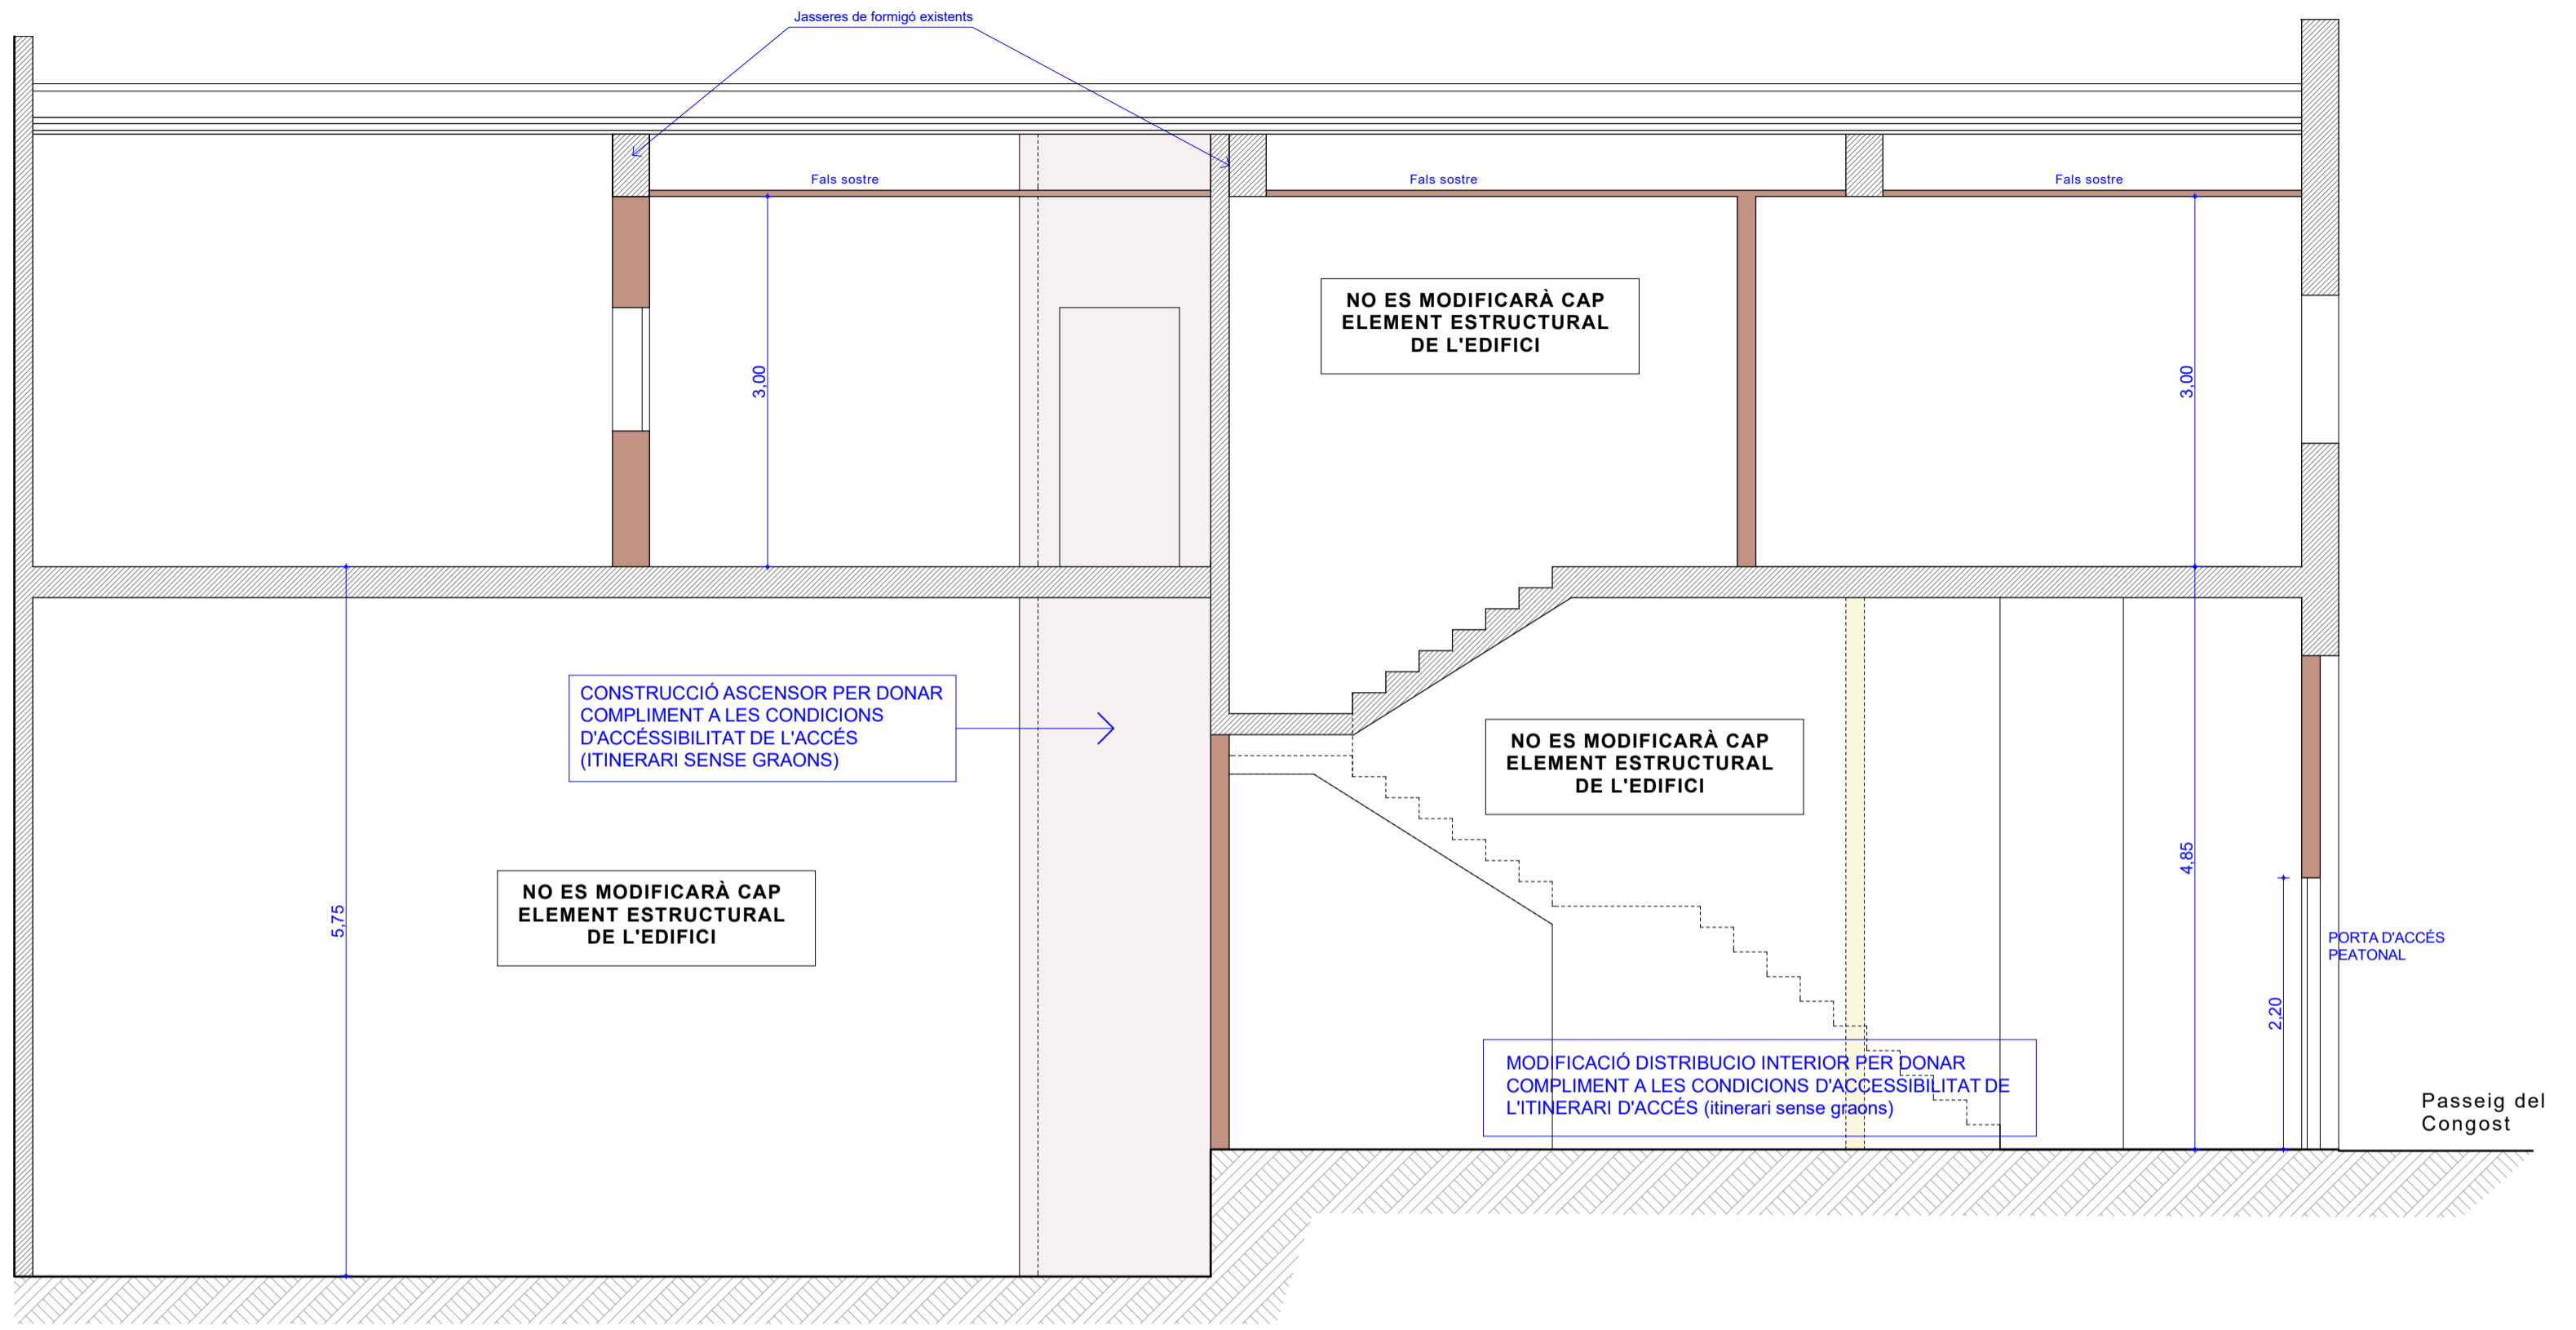 Jasseres de formigó existents
Fals sostre
Fals sostre
Fals sostre
NO ES MODIFICARÀ CAP
ELEMENT ESTRUCTURAL
DE L'EDIFICI
3,00
3,00
CONSTRUCCIÓ ASCENSOR PER DONAR
COMPLIMENT A LES CONDICIONS
D'ACCÉSSIBILITAT DE L'ACCÉS
(ITINERARI SENSE GRAONS)
NO ES MODIFICARÀ CAP
ELEMENT ESTRUCTURAL
DE L'EDIFICI
4,85
5,75
NO ES MODIFICARÀ CAP
ELEMENT ESTRUCTURAL
DE L'EDIFICI
PORTA D'ACCÉS
PEATONAL
2,20
MODIFICACIÓ DISTRIBUCIO INTERIOR PER DONAR
COMPLIMENT A LES CONDICIONS D'ACCESSIBILITAT DE
L'ITINERARI D'ACCÉS (itinerari sense graons)
Passeig del
Congost